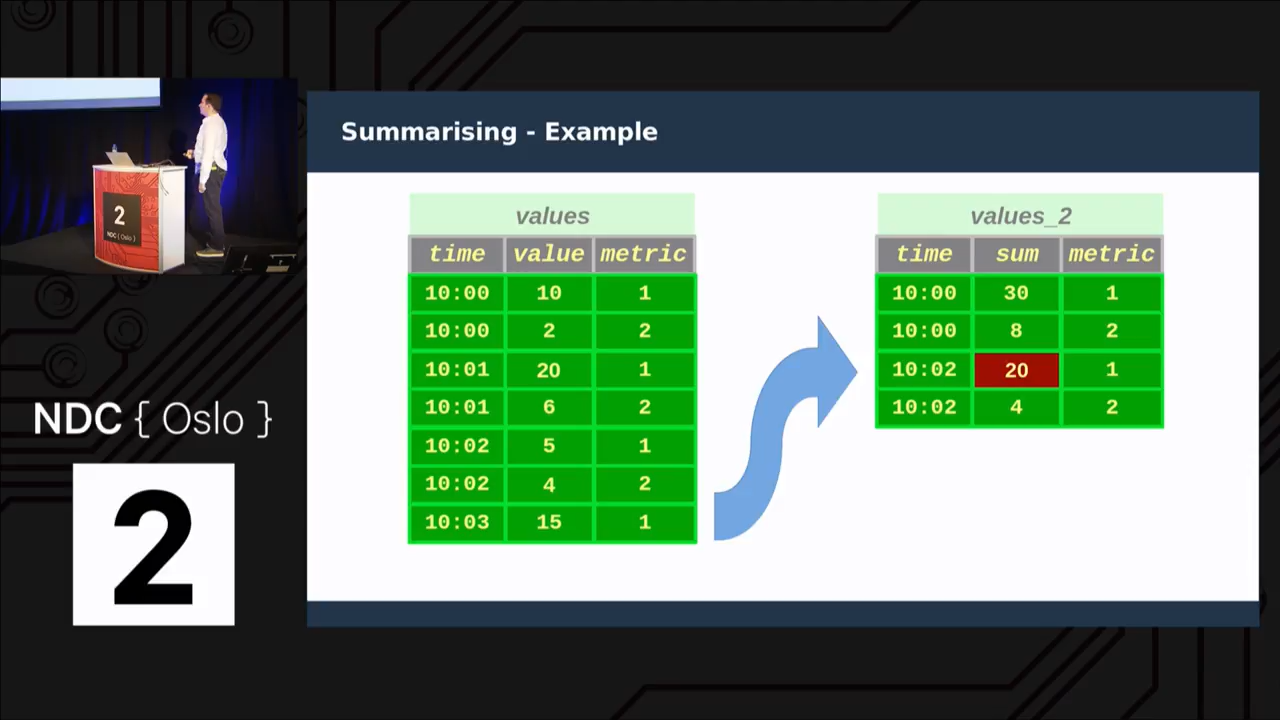 Summarising - Example
values
time value metric
10:00 10 1
10:00 2 2
10:01 20 1
10:01 6 2
10:02 5 1
10:02 4 2
10:03 15 1
values_2
time sum metric
10:00 30 1
10:00 8 2
10:02 20 1
10:02 4 2
2
NDC { Oslo }
NDC { Oslo }
2